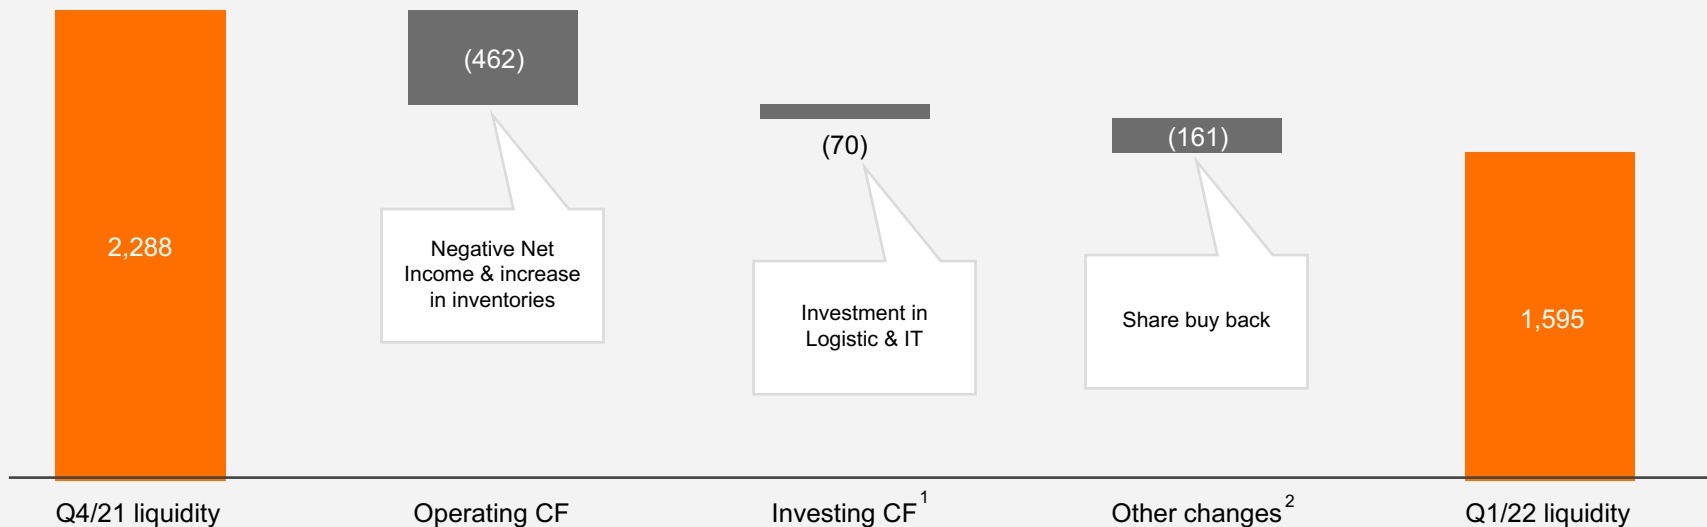 (462)
(70)
(161)
2,288
Negative Net
Income & increase
in inventories
Investment in
Logistic & IT
Share buy back
1,595
Q4/21 liquidity
Operating CF
Investing CF1
Other changes2
Q1/22 liquidity